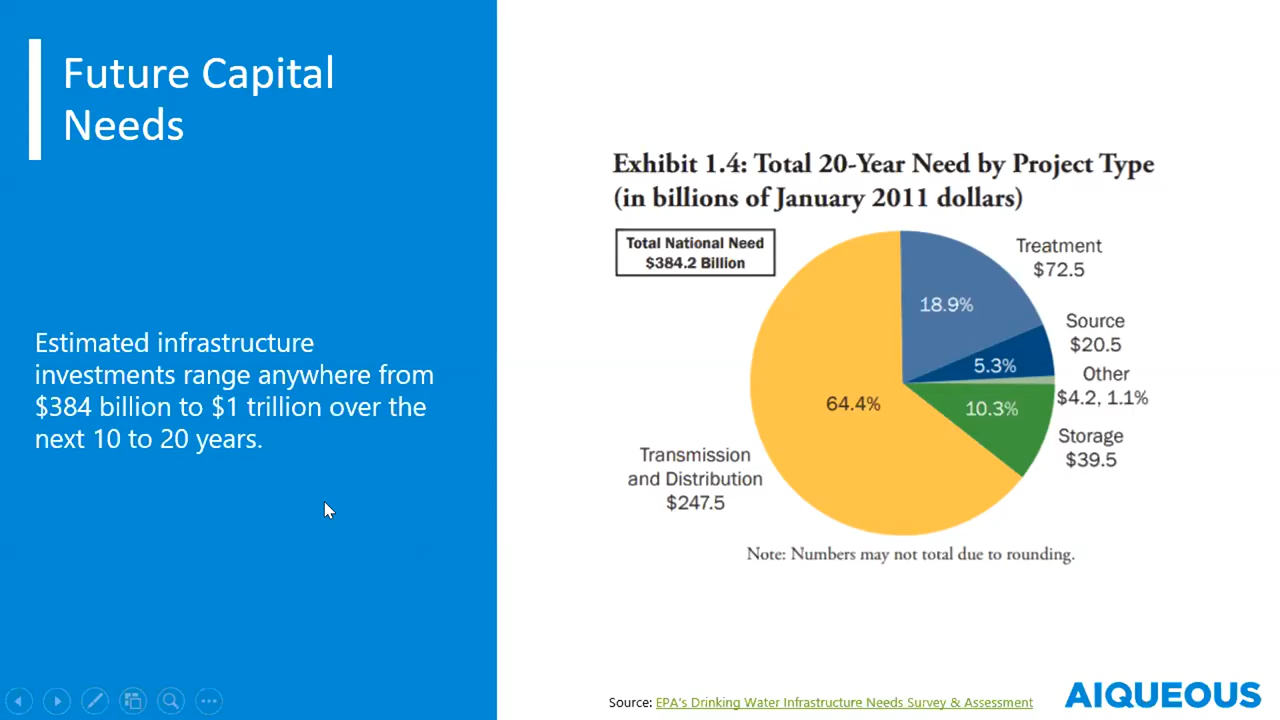 Future Capital
Needs
Estimated infrastructure
investments range anywhere from
$384 billion to $1 trillion over the
next 10 to 20 years.
Exhibit 1.4: Total 20-Year Need by Project Type
(in billions of January 2011 dollars)
Total National Need
$384.2 Billion
Treatment
$72.5
18.9%
Source
$20.5
5.3%
Other
$4.2, 1.1%
10.3%
Storage
$39.5
64.4%
Transmission
and Distribution
$247.5
Note: Numbers may not total due to rounding.
Source: EPA's Drinking Water Infrastructure Needs Survey & Assessment
AIQUEOUS